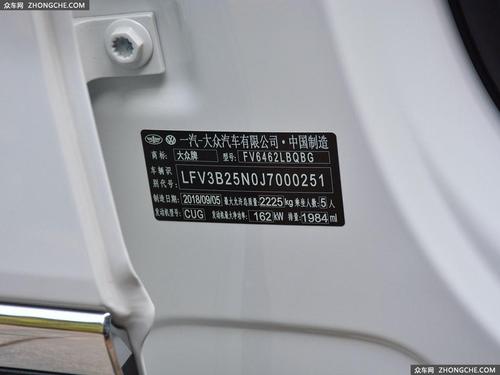 众车网
ZHONGCHE.COM
一汽-大众汽车有限公司·中国制造
商标: 大众牌 型号: FV6462LBQBG
车辆识别代号 LFV3B25N0J7000251
制造日期: 2018/09/05 最大允许总质量: 2225 kg 乘坐人数: 5 人
发动机型号: CUG 发动机最大净功率: 162 kW 排量: 1984 ml
众车网
ZHONGCHE.COM